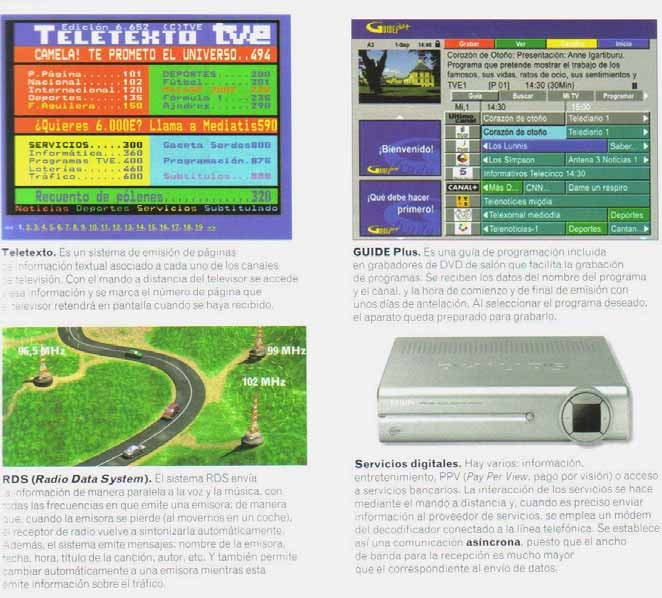 Edición 6.652 (C)TVE
TELETEXTO tve
CAMELA! TE PROMETO EL UNIVERSO..494
P.Página.....101
Nacional.....102
Internacional.120
Deportes.....135
F.Aguilera...150
DEPORTES.....200
Fútbol.......201
Fórmula 1....235
Ajedrez......290
¿Quieres 6.000E? Llama a Mediatis590
SERVICIOS....300
Informática..360
Programas TVE.400
Loterías.....460
Tráfico......600
Gaceta Sordos800
Programación.876
Subtítulos...888
Recuento de pólenes..........320
Noticias Deportes Servicios Subtitulado
<< 1.2.3.4.5.6.7.8.9.10.11.12.13.14.15.16.17.18.19 >>
Teletexto. Es un sistema de emisión de páginas
de información textual asociado a cada uno de los canales
de televisión. Con el mando a distancia del televisor se accede
a esa información y se marca el número de página que
el televisor retendrá en pantalla cuando se haya recibido.
GUIDE Plus+
A3 1-Sep 14:46
Grabar Ver Inicio
Corazón de Otoño: Presentación: Anne Igartiburu.
Programa que pretende mostrar el trabajo de los
famosos, sus vidas, ratos de ocio, sus sentimientos y
TVE1 [P 01] 14:30 (30Min)
Guía Buscar Mi TV Programar
Mi,1 14:30 15:00
Último canal Corazón de otoño Telediario 1
Corazón de otoño Telediario 1
Los Lunnis Saber...
Los Simpson Antena 3 Noticias 1
5 Informativos Telecinco 14:30
CANAL+ Más D... CNN... Dame un respiro
Telenotícies migdia
Telexornal mediodía Deportes
Telenoticias-1 Deportes Cantan...
¡Bienvenido!
¡Qué debe hacer
primero!
GUIDE Plus. Es una guía de programación incluida
en grabadores de DVD de salón que facilita la grabación
de programas. Se reciben los datos del nombre del programa
y el canal, y la hora de comienzo y de final de emisión con
unos días de antelación. Al seleccionar el programa deseado,
el aparato queda preparado para grabarlo.
96,5 MHz
99 MHz
102 MHz
RDS (Radio Data System). El sistema RDS envía
la información de manera paralela a la voz y la música, con
todas las frecuencias en que emite una emisora; de manera
que, cuando la emisora se pierde (al movernos en un coche),
el receptor de radio vuelve a sintonizarla automáticamente.
Además, el sistema emite mensajes: nombre de la emisora,
fecha, hora, título de la canción, autor, etc. Y también permite
cambiar automáticamente a una emisora mientras esta
emite información sobre el tráfico.
Servicios digitales. Hay varios: información,
entretenimiento, PPV (Pay Per View, pago por visión) o acceso
a servicios bancarios. La interacción de los servicios se hace
mediante el mando a distancia y, cuando es preciso enviar
información al proveedor de servicios, se emplea un módem
del decodificador conectado a la línea telefónica. Se establece
así una comunicación asíncrona, puesto que el ancho
de banda para la recepción es mucho mayor
que el correspondiente al envío de datos.